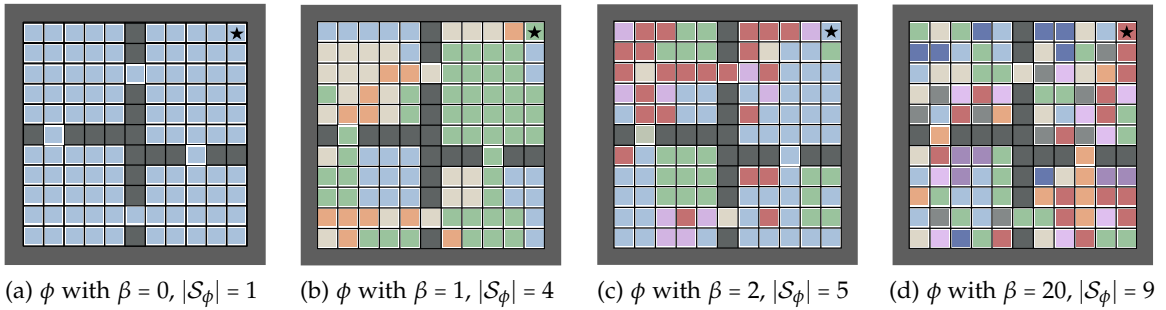 (a) ϕ with β = 0, |𝒮ϕ| = 1
(b) ϕ with β = 1, |𝒮ϕ| = 4
(c) ϕ with β = 2, |𝒮ϕ| = 5
(d) ϕ with β = 20, |𝒮ϕ| = 9